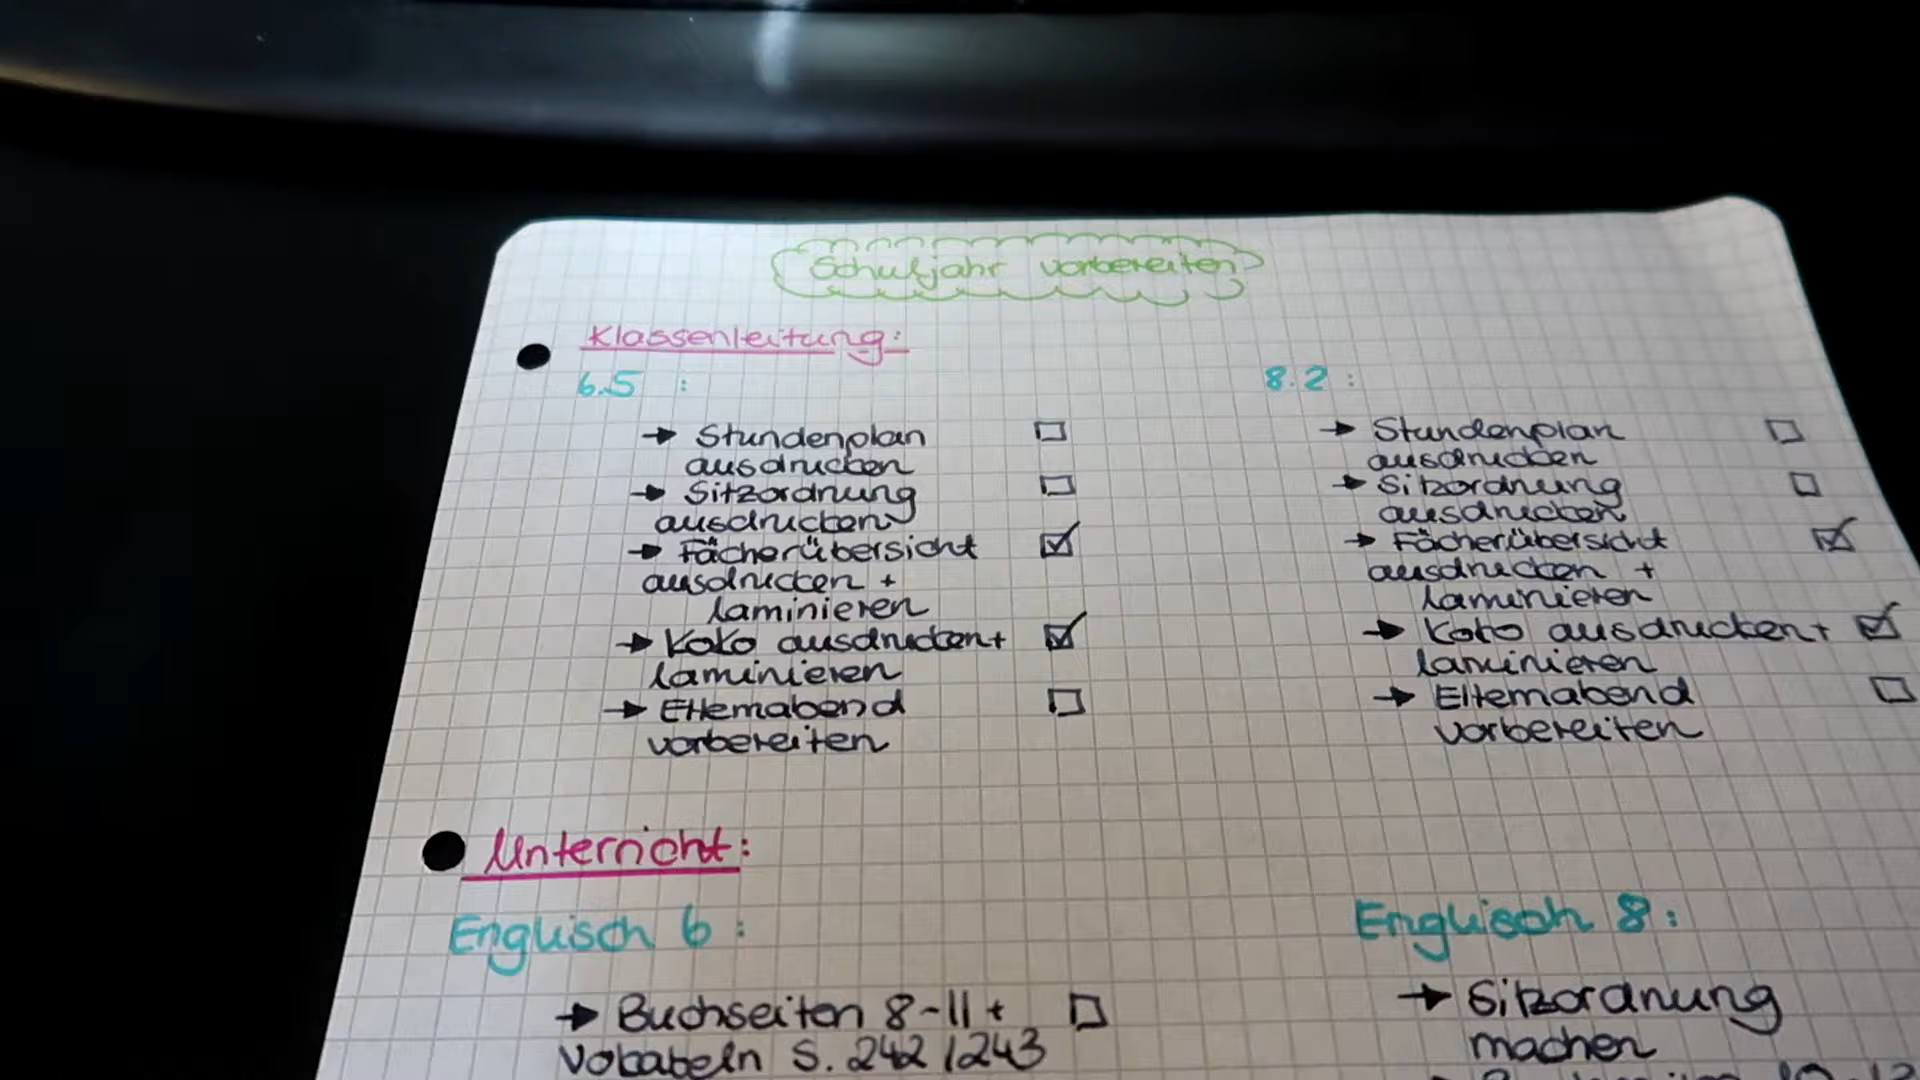 Schuljahr vorbereiten
Klassenleitung:
6.5 :
→ Stundenplan ☐
ausdrucken
→ Sitzordnung ☐
ausdrucken
→ Fächerübersicht ☑
ausdrucken +
laminieren
→ Koko ausdrucken + ☑
laminieren
→ Elternabend ☐
vorbereiten
8.2 :
→ Stundenplan ☐
ausdrucken
→ Sitzordnung ☐
ausdrucken
→ Fächerübersicht ☑
ausdrucken +
laminieren
→ Koko ausdrucken + ☑
laminieren
→ Elternabend ☐
vorbereiten
Unterricht:
Englisch 6 :
→ Buchseiten 8-11 + ☐
Vokabeln S. 242/243
Englisch 8 :
→ Sitzordnung
machen